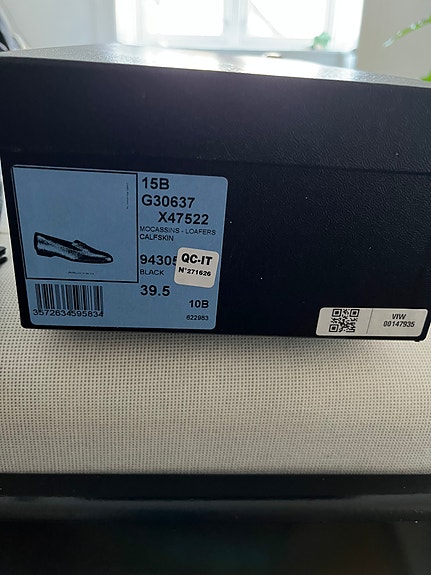 15B
G30637
X47522
MOCASSINS - LOAFERS
CALFSKIN
94305
BLACK
QC-IT
N°271626
39.5
10B
622983
3572634595834
VIW
00147935